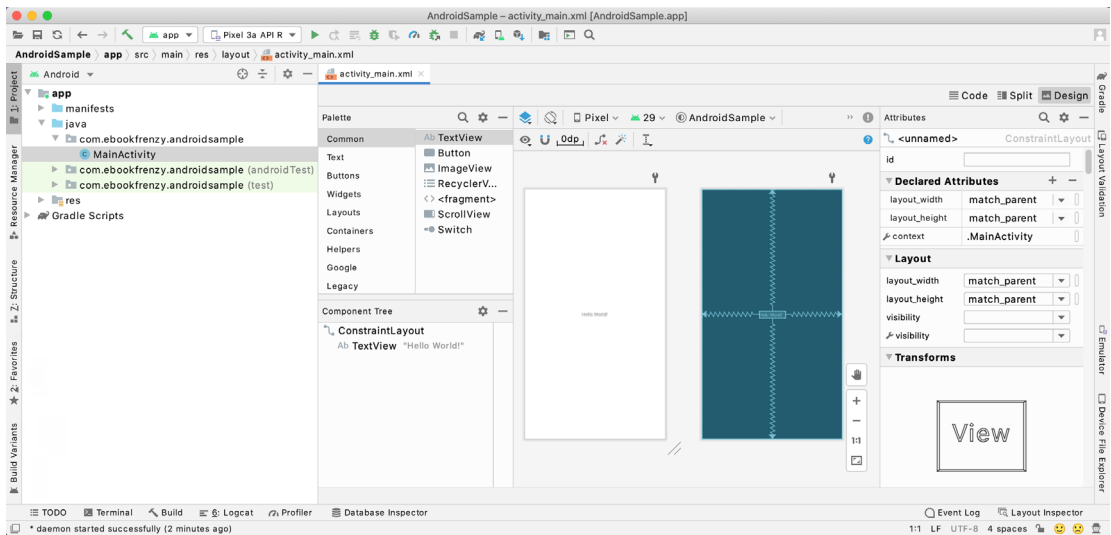 AndroidSample – activity_main.xml [AndroidSample.app]
app
Pixel 3a API R
AndroidSample
app
src
main
res
layout
activity_main.xml
1: Project
Resource Manager
Z: Structure
2: Favorites
Build Variants
Android
app
manifests
java
com.ebookfrenzy.androidsample
MainActivity
com.ebookfrenzy.androidsample (androidTest)
com.ebookfrenzy.androidsample (test)
res
Gradle Scripts
activity_main.xml
Code
Split
Design
Palette
Common
Text
Buttons
Widgets
Layouts
Containers
Helpers
Google
Legacy
Ab TextView
Button
ImageView
RecyclerV...
<fragment>
ScrollView
Switch
Component Tree
ConstraintLayout
Ab TextView "Hello World!"
Pixel
29
AndroidSample
0dp
Hello World!
Hello World!
1:1
Attributes
<unnamed> ConstraintLayout
id
Declared Attributes
layout_width match_parent
layout_height match_parent
context .MainActivity
Layout
layout_width match_parent
layout_height match_parent
visibility
visibility
Transforms
View
Gradle
Layout Validation
Emulator
Device File Explorer
TODO
Terminal
Build
6: Logcat
Profiler
Database Inspector
Event Log
Layout Inspector
* daemon started successfully (2 minutes ago)
1:1 LF UTF-8 4 spaces